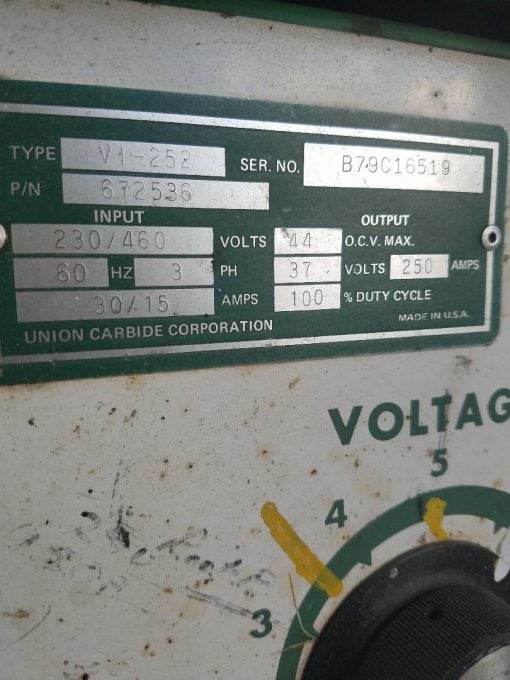 TYPE V1-252 SER. NO. B79C16519
P/N 672536
INPUT OUTPUT
230/460 VOLTS 44 O.C.V. MAX.
60 HZ 3 PH 37 VOLTS 250 AMPS
30/15 AMPS 100 % DUTY CYCLE
UNION CARBIDE CORPORATION MADE IN U.S.A.
VOLTAG
5
4
3